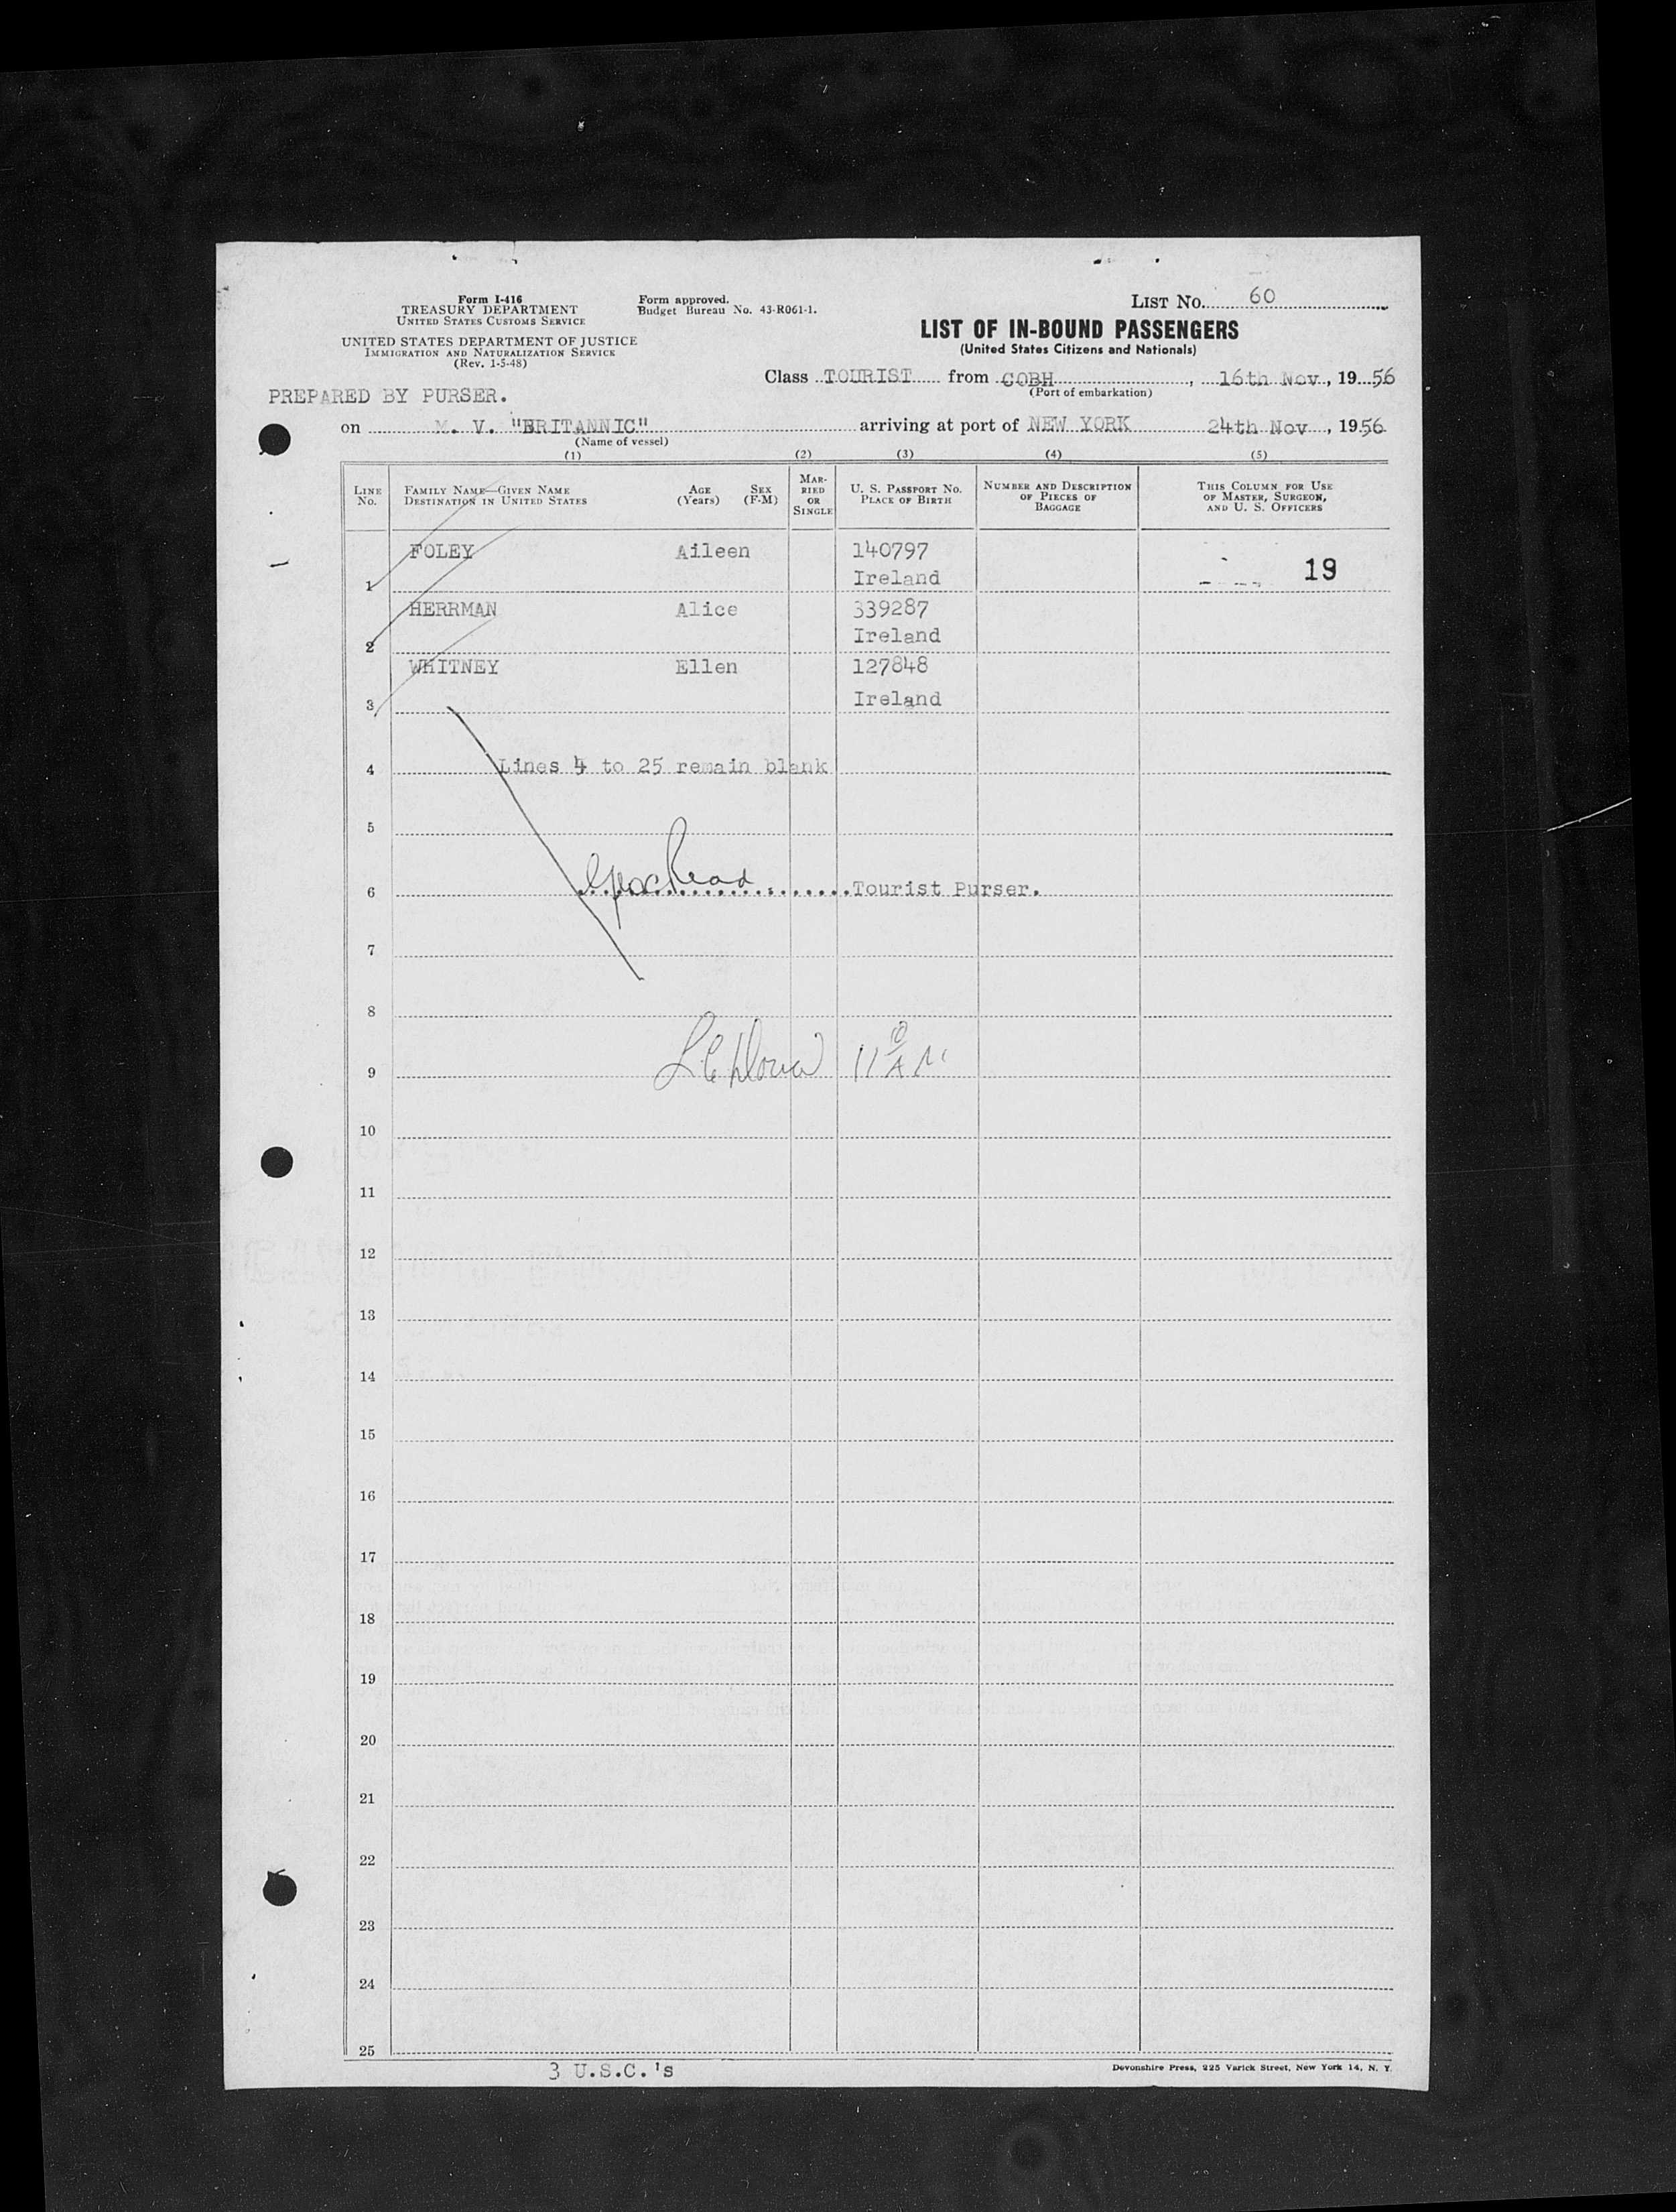 Form I-416
TREASURY DEPARTMENT
UNITED STATES CUSTOMS SERVICE
UNITED STATES DEPARTMENT OF JUSTICE
IMMIGRATION AND NATURALIZATION SERVICE
(Rev. 1-5-48)
Form approved.
Budget Bureau No. 43-R061-1.
LIST NO. 60
LIST OF IN-BOUND PASSENGERS
(United States Citizens and Nationals)
Class TOURIST from COBH, 16th Nov, 1956
(Port of embarkation)
PREPARED BY PURSER.
on M. V. "BRITANNIC" arriving at port of NEW YORK 24th Nov, 1956
(Name of vessel)
(1) (2) (3) (4) (5)
LINE NO.
FAMILY NAME—GIVEN NAME
DESTINATION IN UNITED STATES
AGE (Years)
SEX (F-M)
MARRIED OR SINGLE
U. S. PASSPORT NO.
PLACE OF BIRTH
NUMBER AND DESCRIPTION OF PIECES OF BAGGAGE
THIS COLUMN FOR USE OF MASTER, SURGEON, AND U. S. OFFICERS
FOLEY Aileen 140797
1 Ireland 19
HERRMAN Alice 339287
2 Ireland
WHITNEY Ellen 127848
3 Ireland
4 Lines 4 to 25 remain blank
5
6 Tourist Purser.
7
8
9 11
10
11
12
13
14
15
16
17
18
19
20
21
22
23
24
25
3 U.S.C.'s
Devonshire Press, 225 Varick Street, New York 14, N. Y.